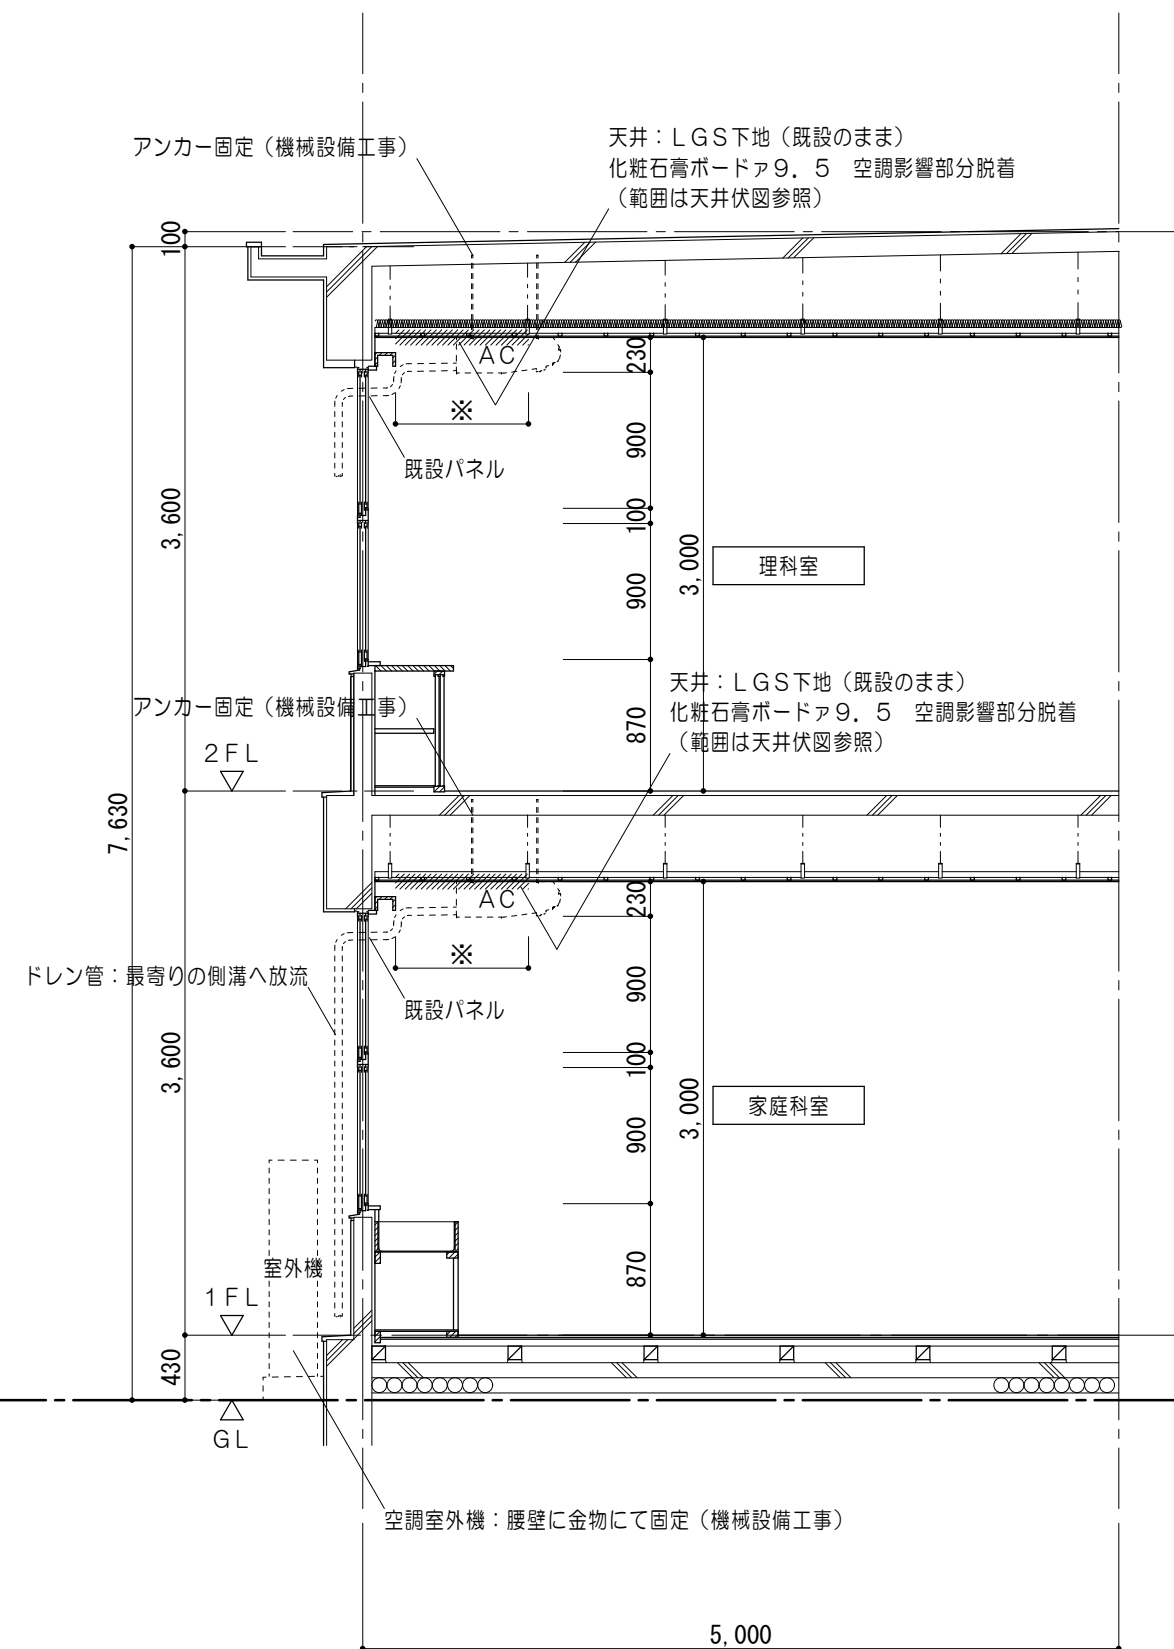 アンカー固定（機械設備工事）
天井：ＬＧＳ下地（既設のまま）
化粧石膏ボードァ９．５　空調影響部分脱着
（範囲は天井伏図参照）
100
AC
230
※
900
既設パネル
3,600
100
3,000
理科室
900
天井：ＬＧＳ下地（既設のまま）
化粧石膏ボードァ９．５　空調影響部分脱着
（範囲は天井伏図参照）
アンカー固定（機械設備工事）
870
２ＦＬ
7,630
AC
230
※
ドレン管：最寄りの側溝へ放流
900
既設パネル
3,600
100
3,000
家庭科室
900
室外機
870
１ＦＬ
430
ＧＬ
空調室外機：腰壁に金物にて固定（機械設備工事）
5,000